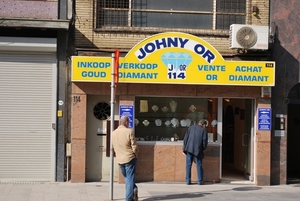 JOHNY OR
INKOOP VERKOOP
GOUD DIAMANT
J OR
114
VENTE ACHAT
OR DIAMANT
114